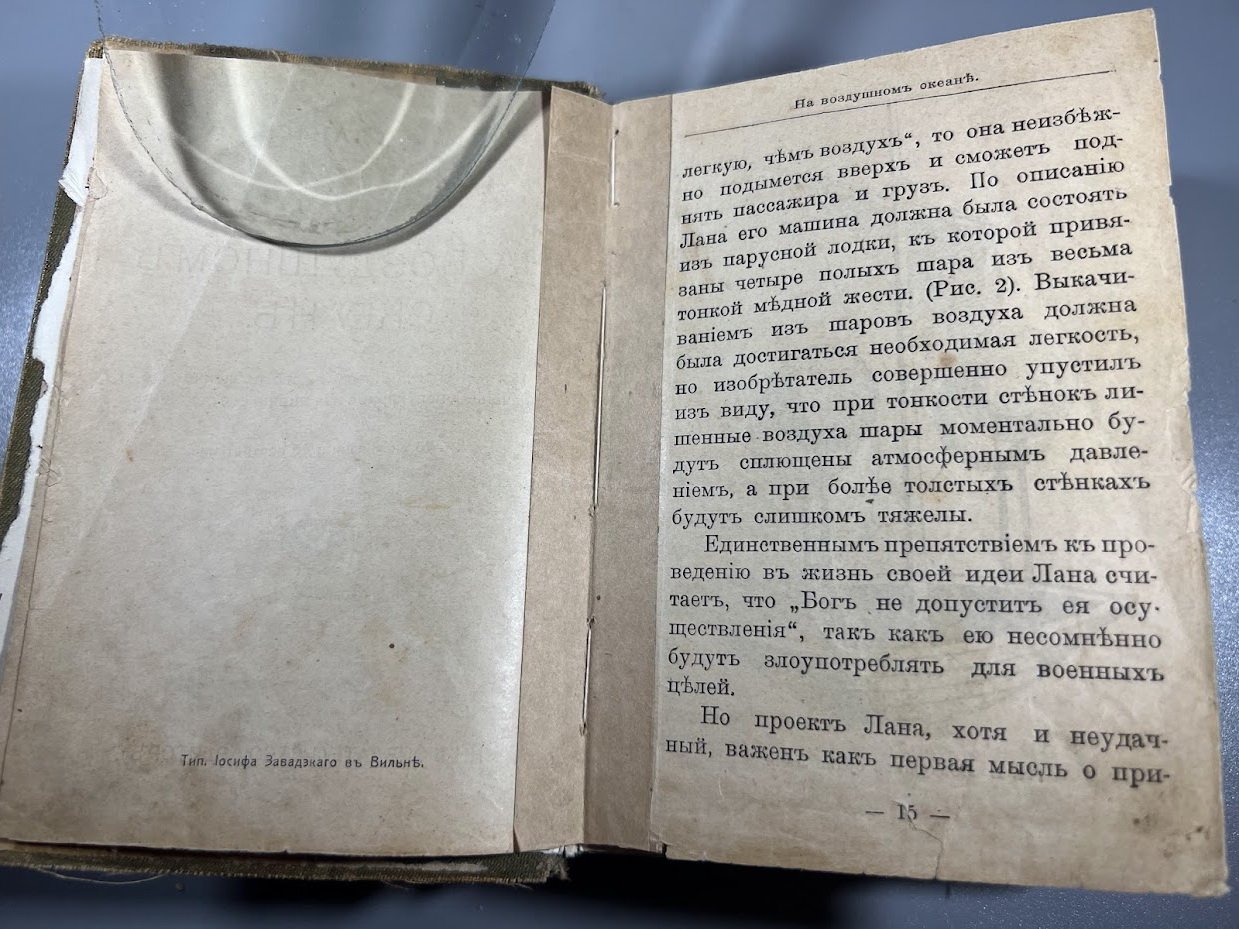 Тип. Іосифа Завадзкаго въ Вильнѣ.
На воздушномъ океанѣ.
легкую, чѣмъ воздухъ“, то она неизбѣж-
но подымется вверхъ и сможетъ под-
нять пассажира и грузъ. По описанію
Лана его машина должна была состоять
изъ парусной лодки, къ которой привя-
заны четыре полыхъ шара изъ весьма
тонкой мѣдной жести. (Рис. 2). Выкачи-
ваніемъ изъ шаровъ воздуха должна
была достигаться необходимая легкость,
но изобрѣтатель совершенно упустилъ
изъ виду, что при тонкости стѣнокъ ли-
шенные воздуха шары моментально бу-
дутъ сплющены атмосфернымъ давле-
ніемъ, а при болѣе толстыхъ стѣнкахъ
будутъ слишкомъ тяжелы.
Единственнымъ препятствіемъ къ про-
веденію въ жизнь своей идеи Лана счи-
таетъ, что „Богъ не допуститъ ея осу-
ществленія“, такъ какъ ею несомнѣнно
будутъ злоупотреблять для военныхъ
цѣлей.
Но проектъ Лана, хотя и неудач-
ный, важенъ какъ первая мысль о при-
— 15 —